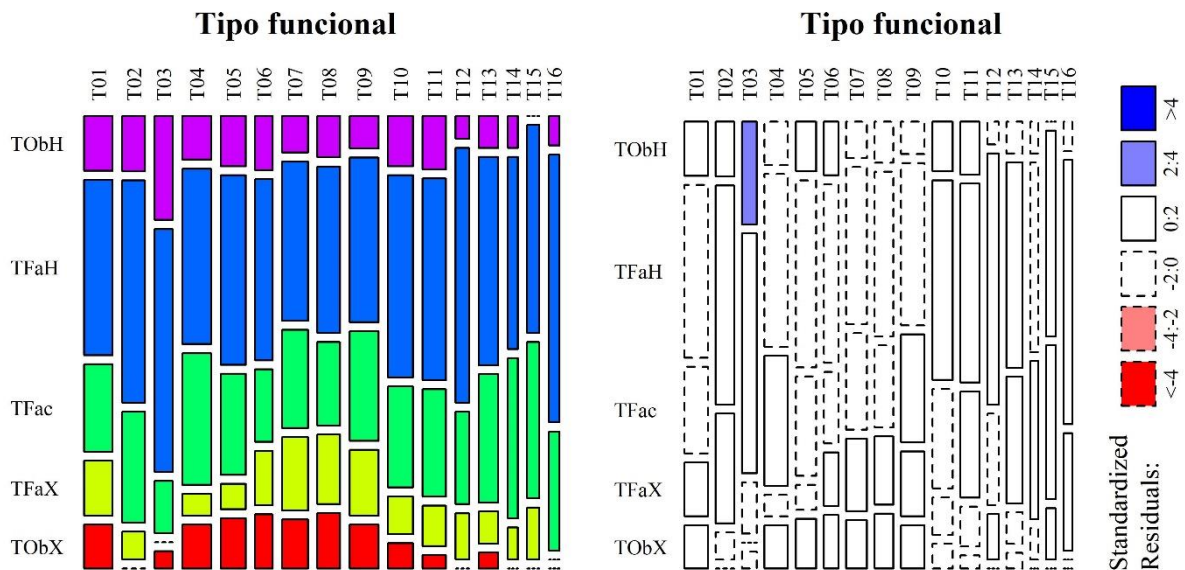 Tipo funcional
T01 T02 T03 T04 T05 T06 T07 T08 T09 T10 T11 T12 T13 T14 T15 T16
TObH
TFaH
TFac
TFaX
TObX
Tipo funcional
T01 T02 T03 T04 T05 T06 T07 T08 T09 T10 T11 T12 T13 T14 T15 T16
TObH
TFaH
TFac
TFaX
TObX
Standardized
Residuals:
<-4
-4:-2
-2:0
0:2
2:4
>4